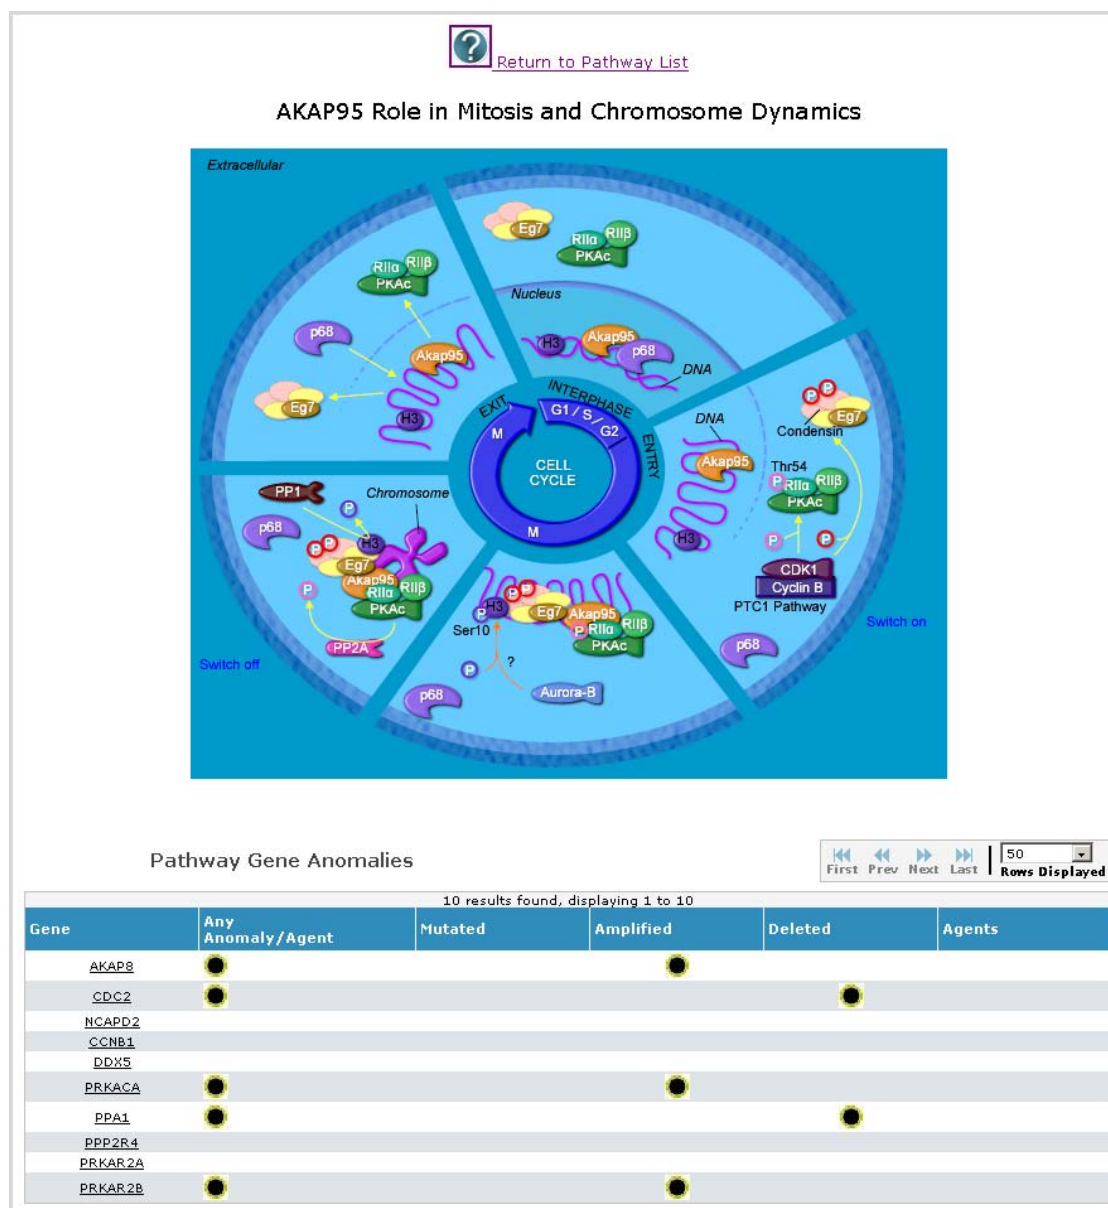 Return to Pathway List
AKAP95 Role in Mitosis and Chromosome Dynamics
Extracellular
Eg7
RIIα
RIIβ
PKAc
RIIα
RIIβ
PKAc
Nucleus
p68
Akap95
H3
Akap95
p68
DNA
Eg7
H3
EXIT
INTERPHASE
ENTRY
G1 / S / G2
M
CELL
CYCLE
M
DNA
Akap95
H3
P
P
Eg7
Condensin
Thr54
P
RIIα
RIIβ
PKAc
P
P
CDK1
Cyclin B
PTC1 Pathway
p68
Switch on
PP1
Chromosome
P
p68
P
P
H3
Eg7
Akap95
RIIα
RIIβ
PKAc
P
PP2A
Switch off
P
P
H3
P
Eg7
Akap95
P
RIIα
RIIβ
PKAc
Ser10
P
?
p68
Aurora-B
Pathway Gene Anomalies
First Prev Next Last
50
Rows Displayed
10 results found, displaying 1 to 10
Gene Any Anomaly/Agent Mutated Amplified Deleted Agents
AKAP8
CDC2
NCAPD2
CCNB1
DDX5
PRKACA
PPA1
PPP2R4
PRKAR2A
PRKAR2B